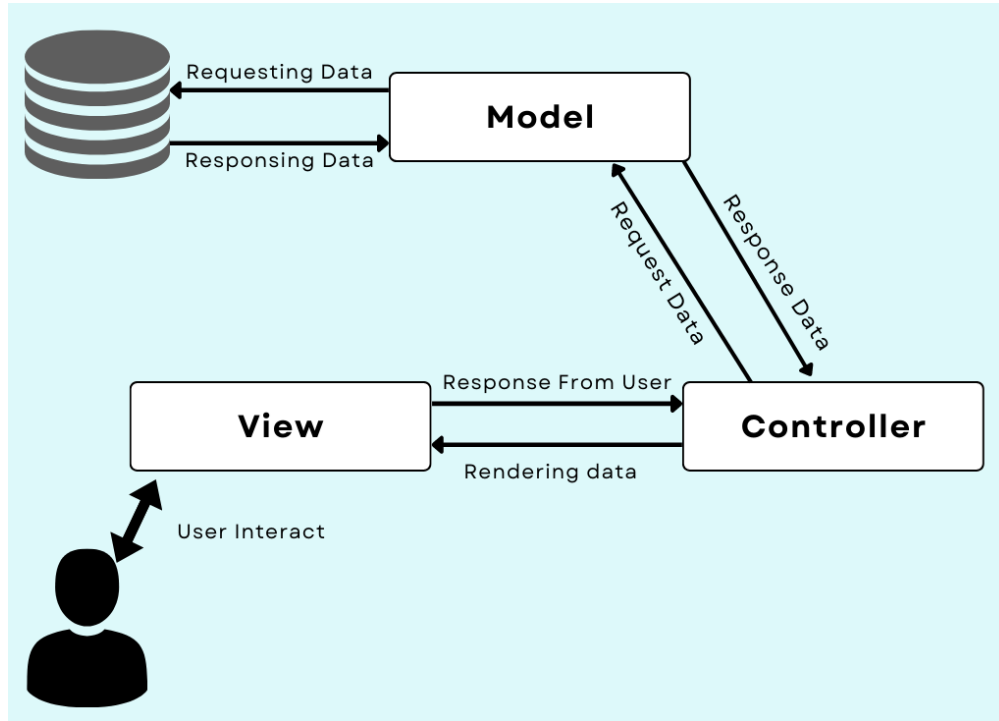 Requesting Data
Model
Responsing Data
Request Data
Response Data
Response From User
View
Controller
Rendering data
User Interact